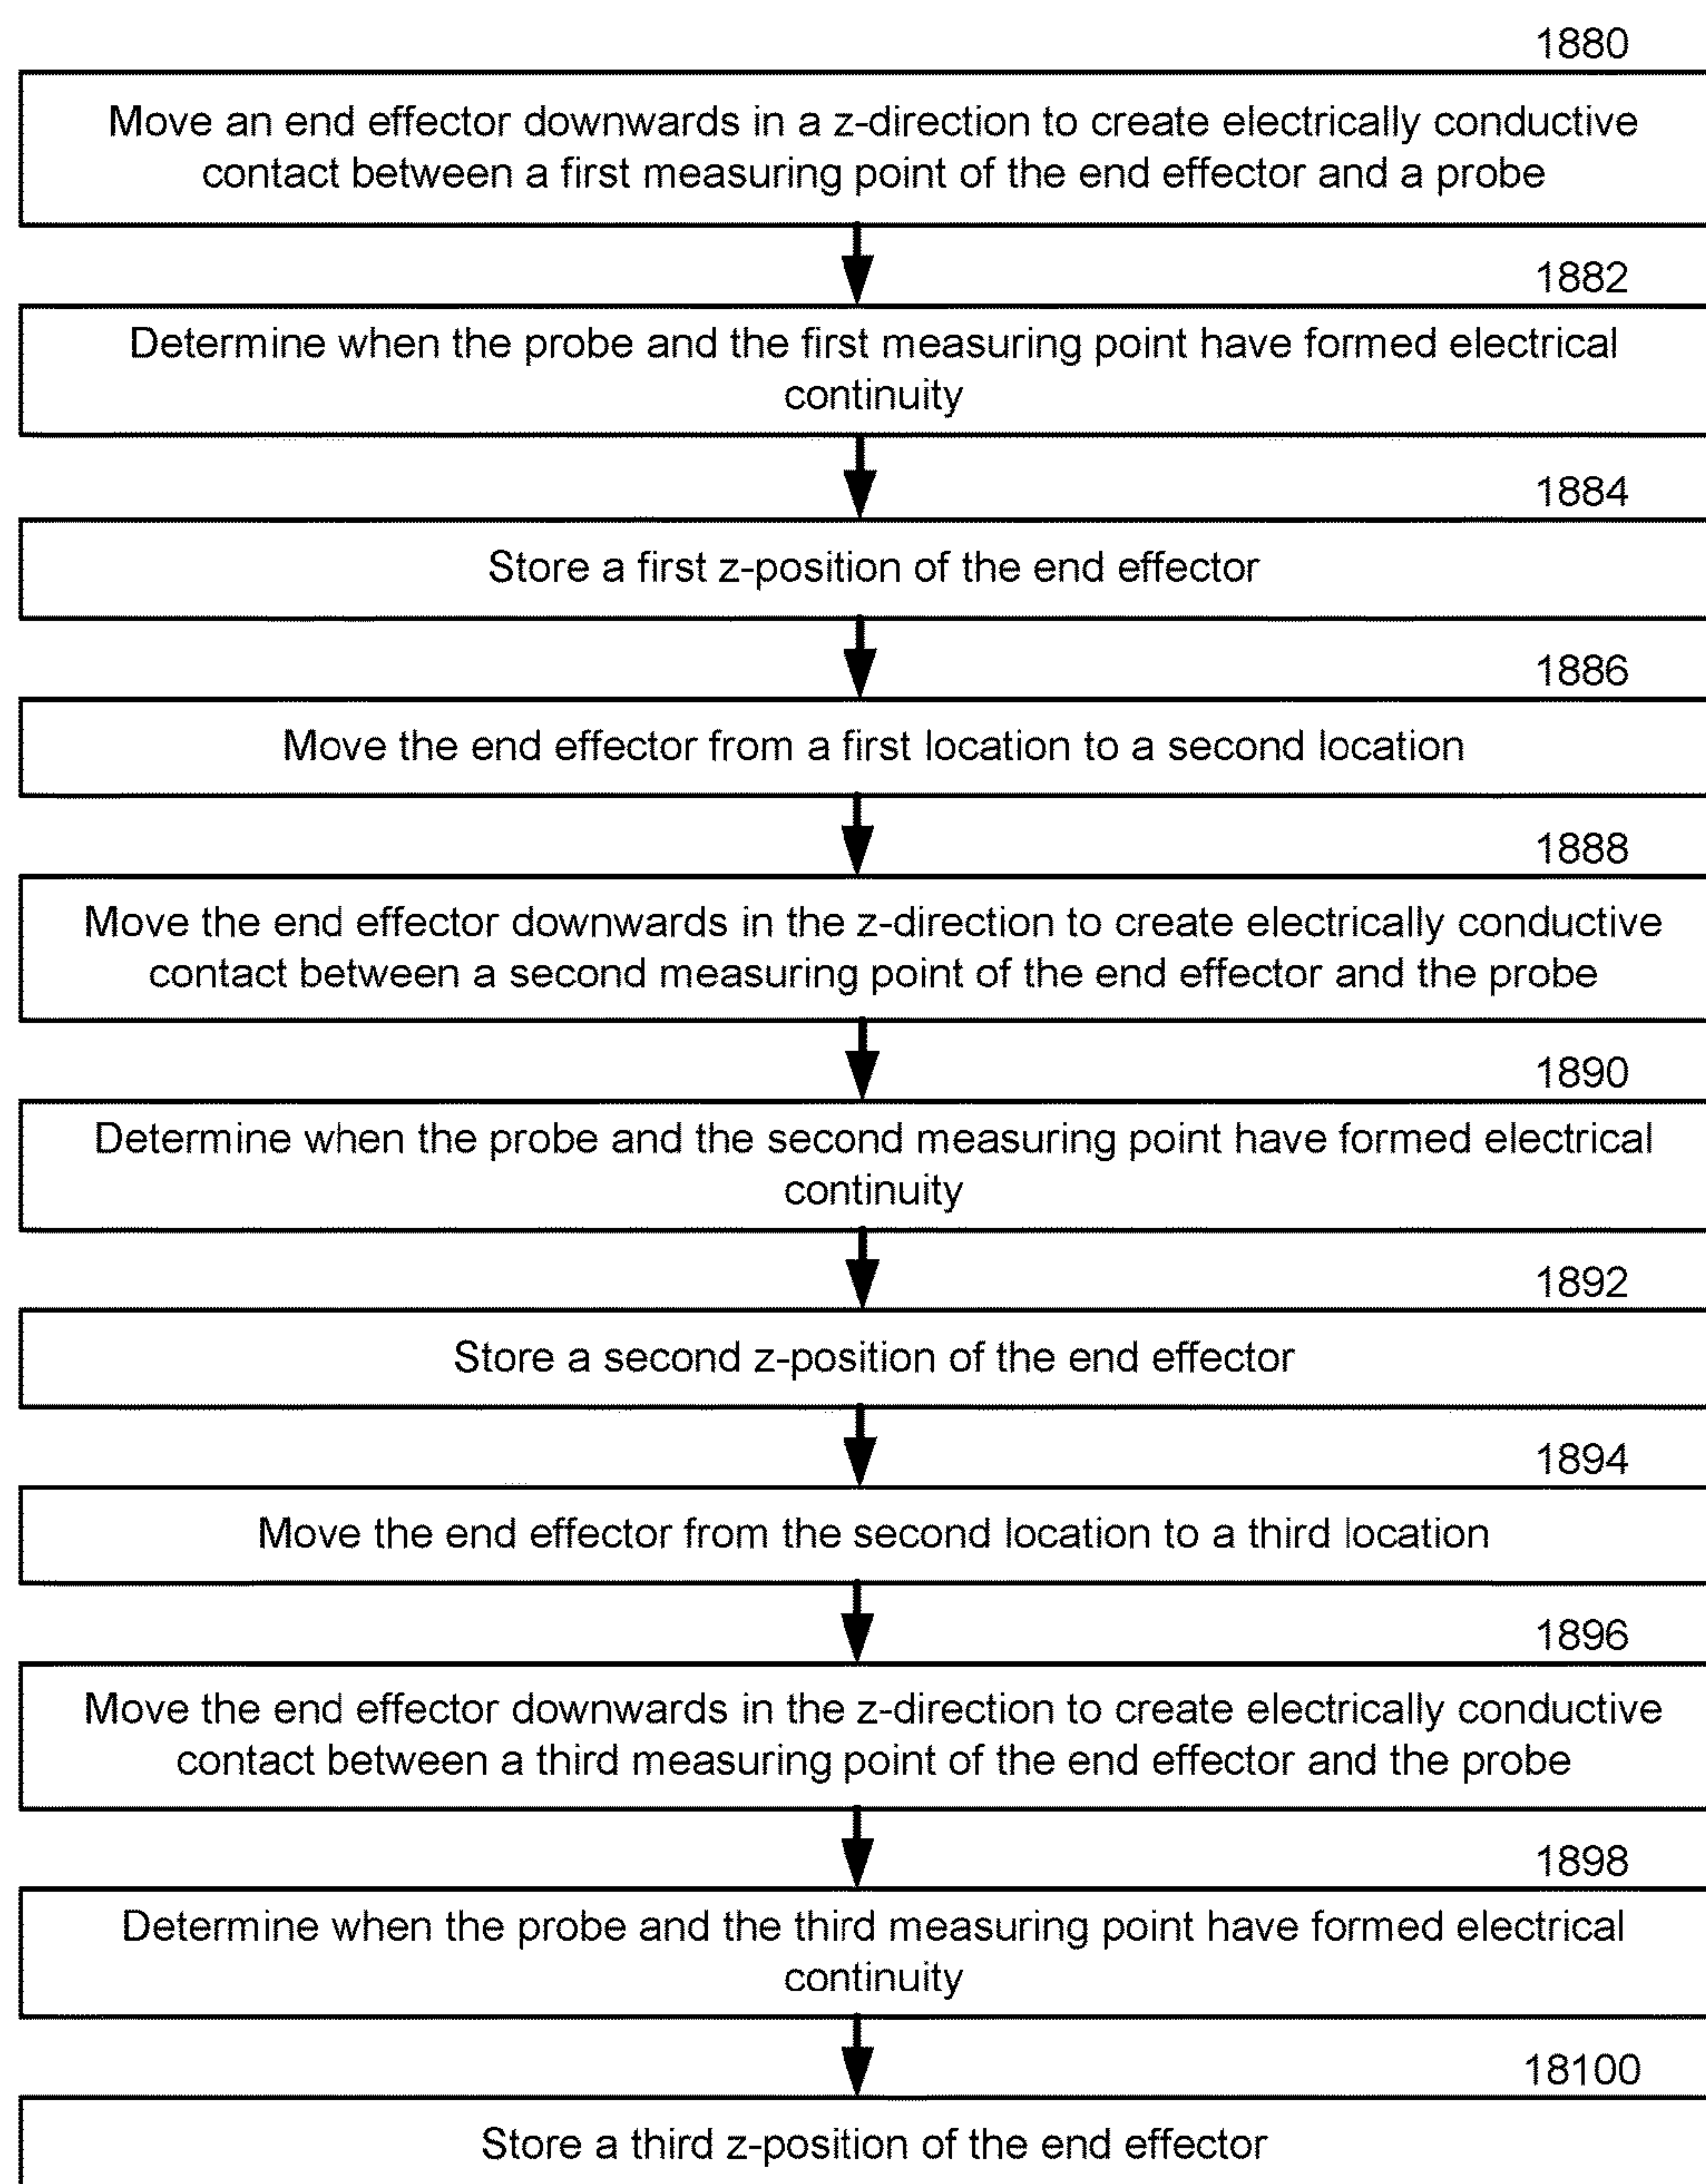 1880
Move an end effector downwards in a z-direction to create electrically conductive
contact between a first measuring point of the end effector and a probe
1882
Determine when the probe and the first measuring point have formed electrical
continuity
1884
Store a first z-position of the end effector
1886
Move the end effector from a first location to a second location
1888
Move the end effector downwards in the z-direction to create electrically conductive
contact between a second measuring point of the end effector and the probe
1890
Determine when the probe and the second measuring point have formed electrical
continuity
1892
Store a second z-position of the end effector
1894
Move the end effector from the second location to a third location
1896
Move the end effector downwards in the z-direction to create electrically conductive
contact between a third measuring point of the end effector and the probe
1898
Determine when the probe and the third measuring point have formed electrical
continuity
18100
Store a third z-position of the end effector